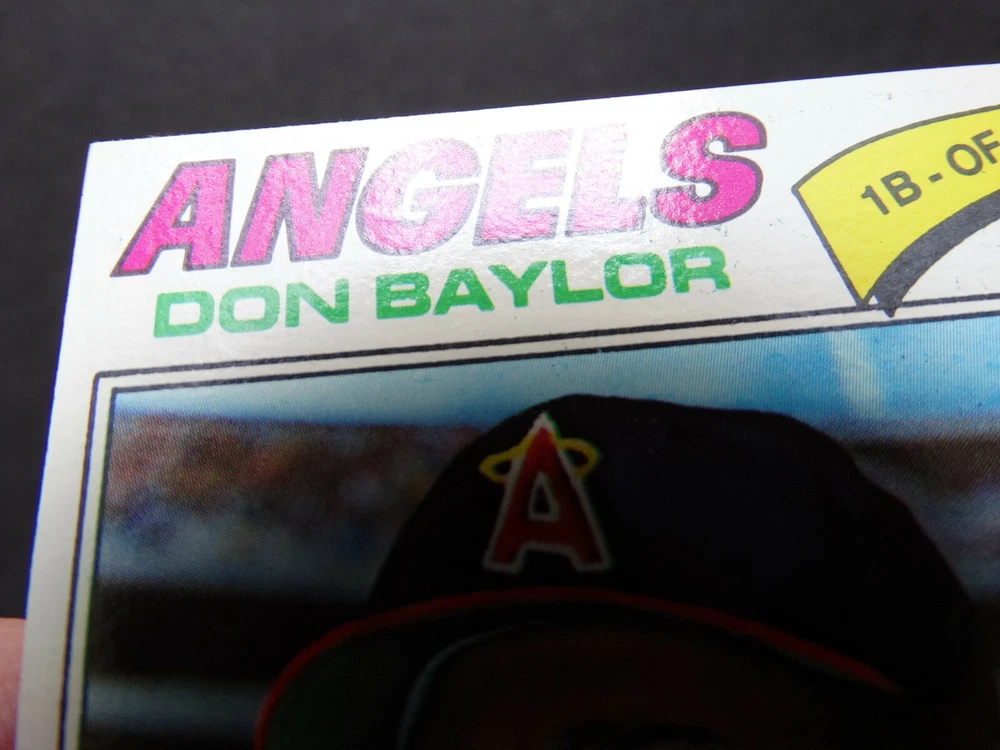 ANGELS
DON BAYLOR
1B - OF
A